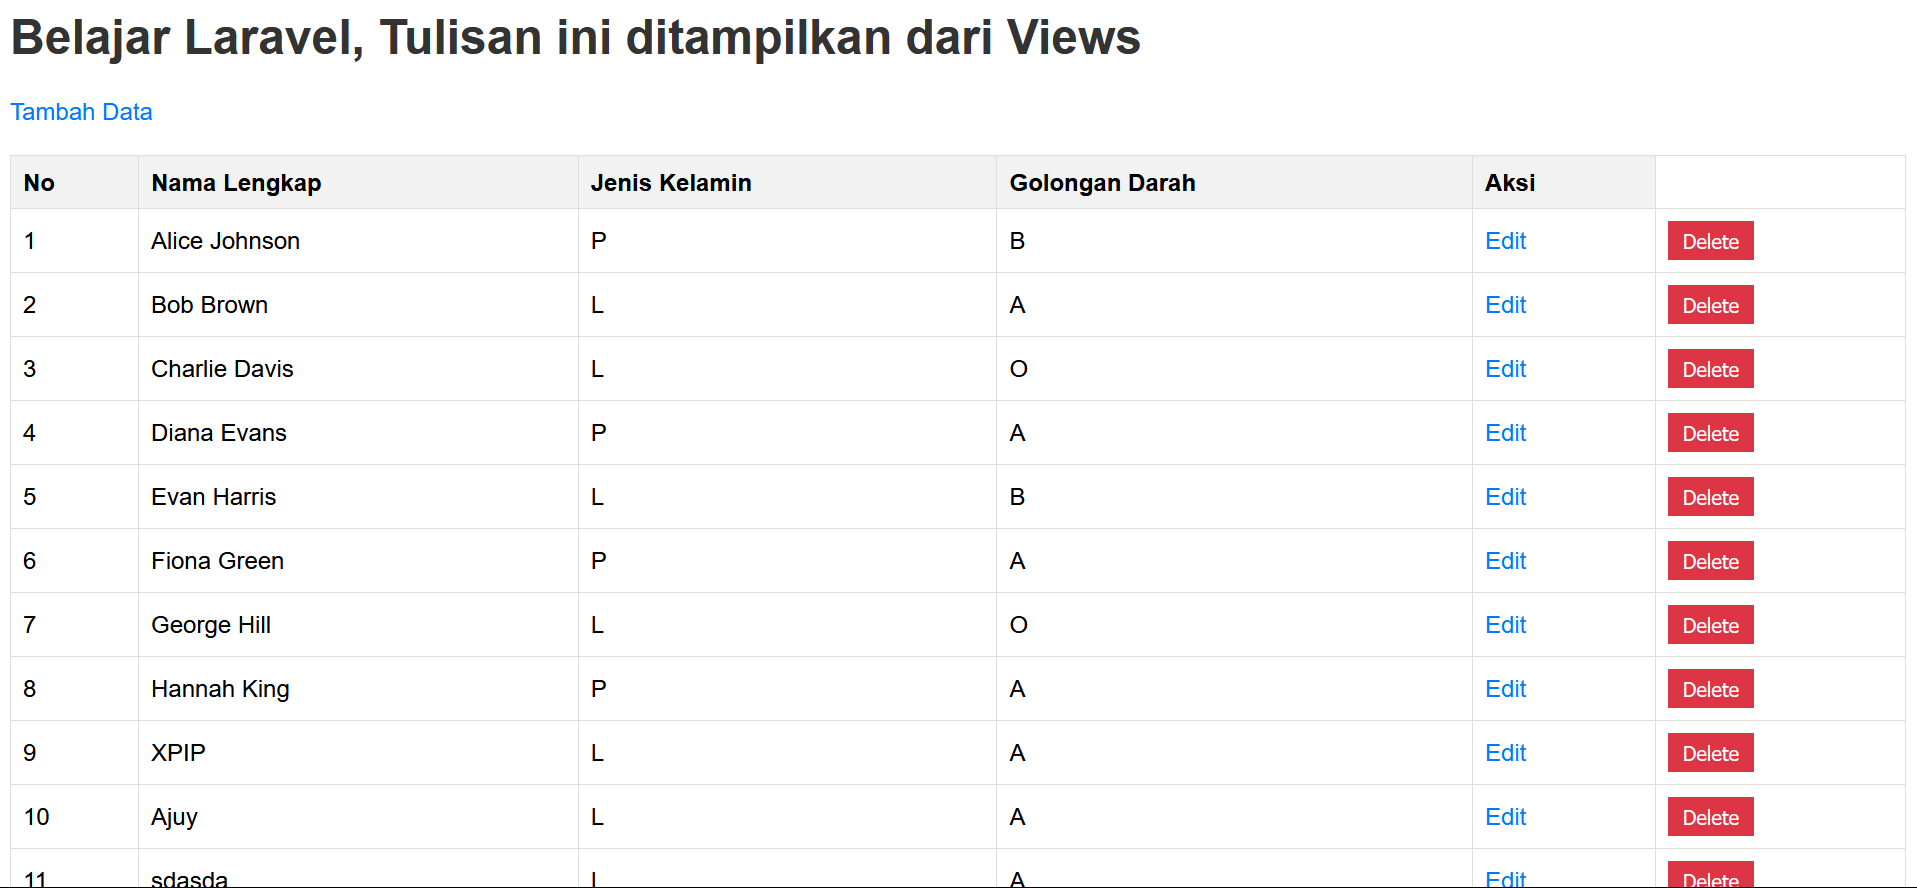 Belajar Laravel, Tulisan ini ditampilkan dari Views
Tambah Data
No Nama Lengkap Jenis Kelamin Golongan Darah Aksi
1 Alice Johnson P B Edit Delete
2 Bob Brown L A Edit Delete
3 Charlie Davis L O Edit Delete
4 Diana Evans P A Edit Delete
5 Evan Harris L B Edit Delete
6 Fiona Green P A Edit Delete
7 George Hill L O Edit Delete
8 Hannah King P A Edit Delete
9 XPIP L A Edit Delete
10 Ajuy L A Edit Delete
11 sdasda L A Edit Delete